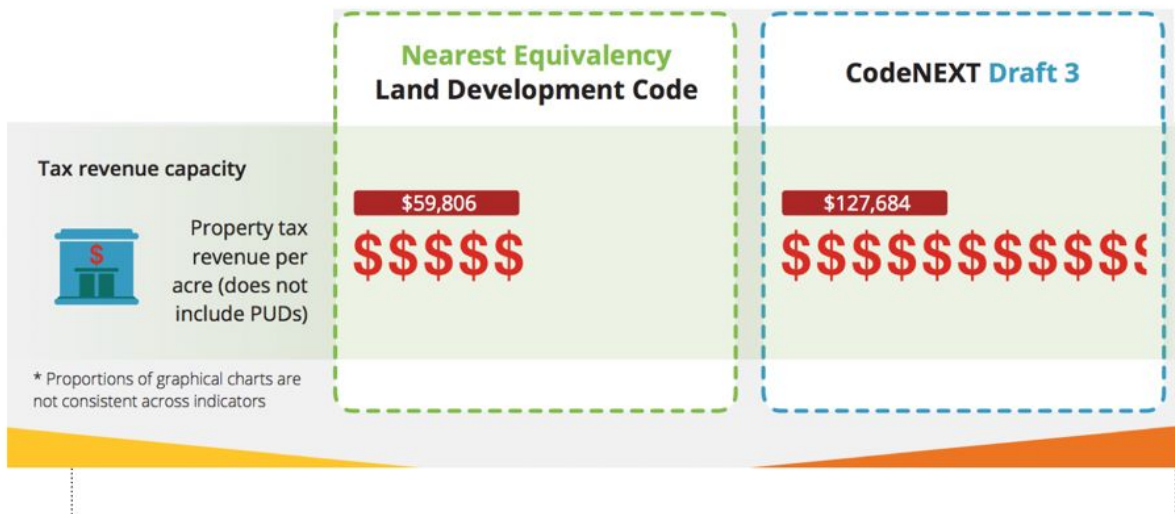 Nearest Equivalency
Land Development Code
CodeNEXT Draft 3
Tax revenue capacity
$
Property tax
revenue per
acre (does not
include PUDs)
$59,806
$$$$$
$127,684
$$$$$$$$$$$
* Proportions of graphical charts are
not consistent across indicators